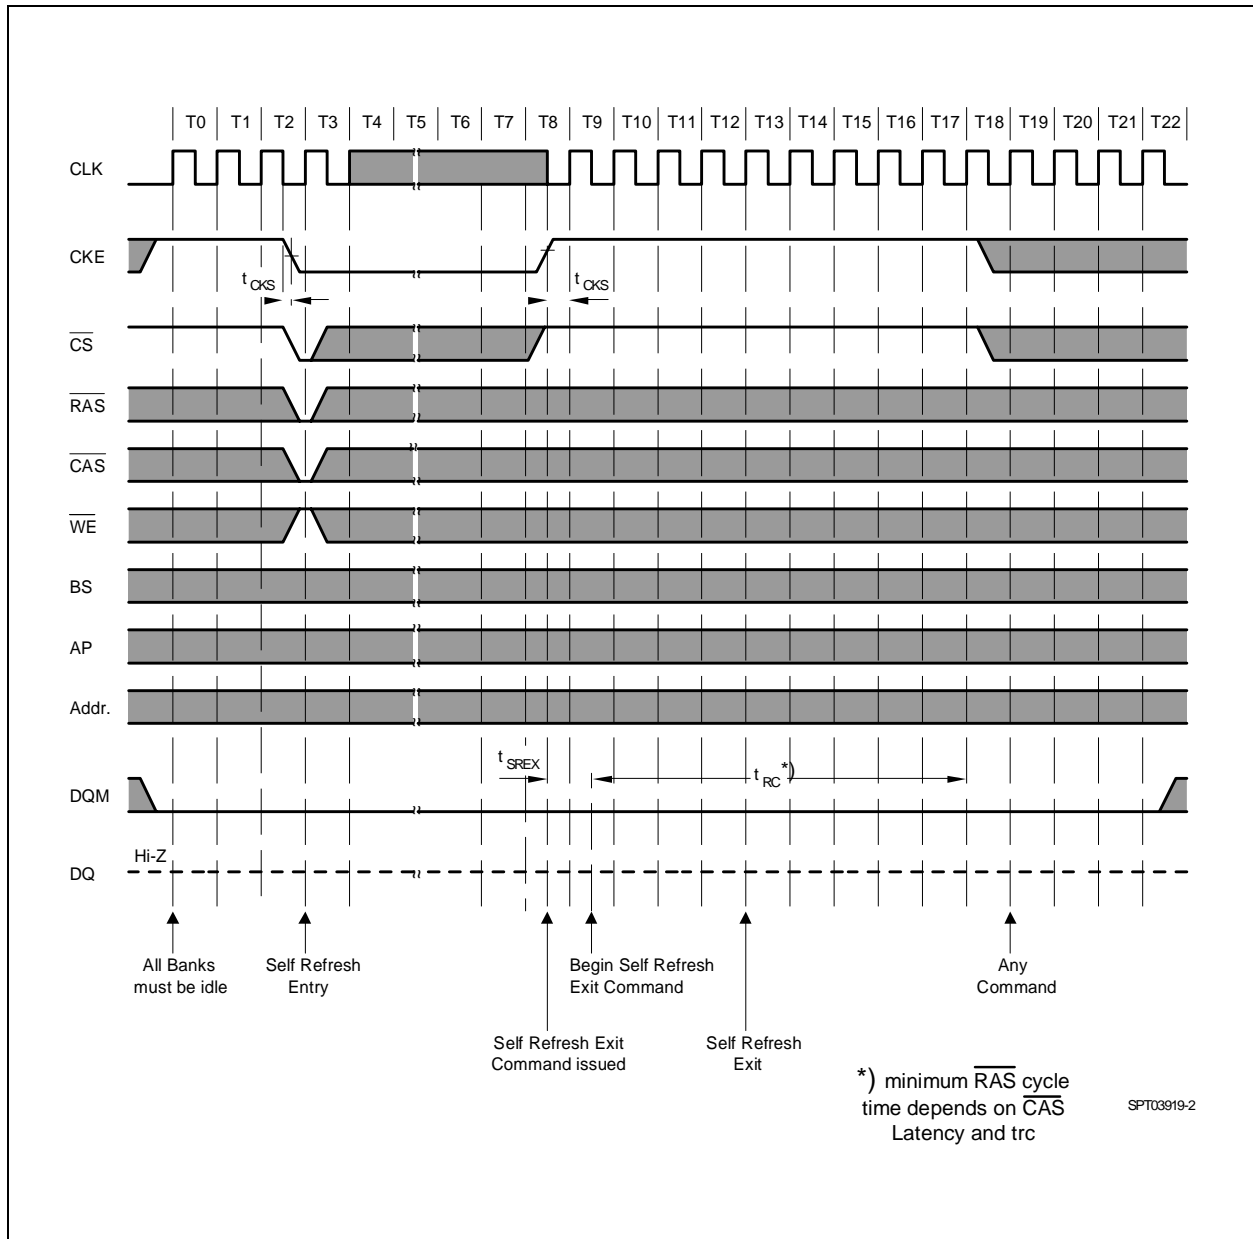 T0 T1 T2 T3 T4 T5 T6 T7 T8 T9 T10 T11 T12 T13 T14 T15 T16 T17 T18 T19 T20 T21 T22
CLK
CKE
t CKS
t CKS
CS
RAS
CAS
WE
BS
AP
Addr.
t SREX
t RC *)
DQM
Hi-Z
DQ
All Banks
must be idle
Self Refresh
Entry
Begin Self Refresh
Exit Command
Any
Command
Self Refresh Exit
Command issued
Self Refresh
Exit
*) minimum RAS cycle
time depends on CAS
Latency and trc
SPT03919-2